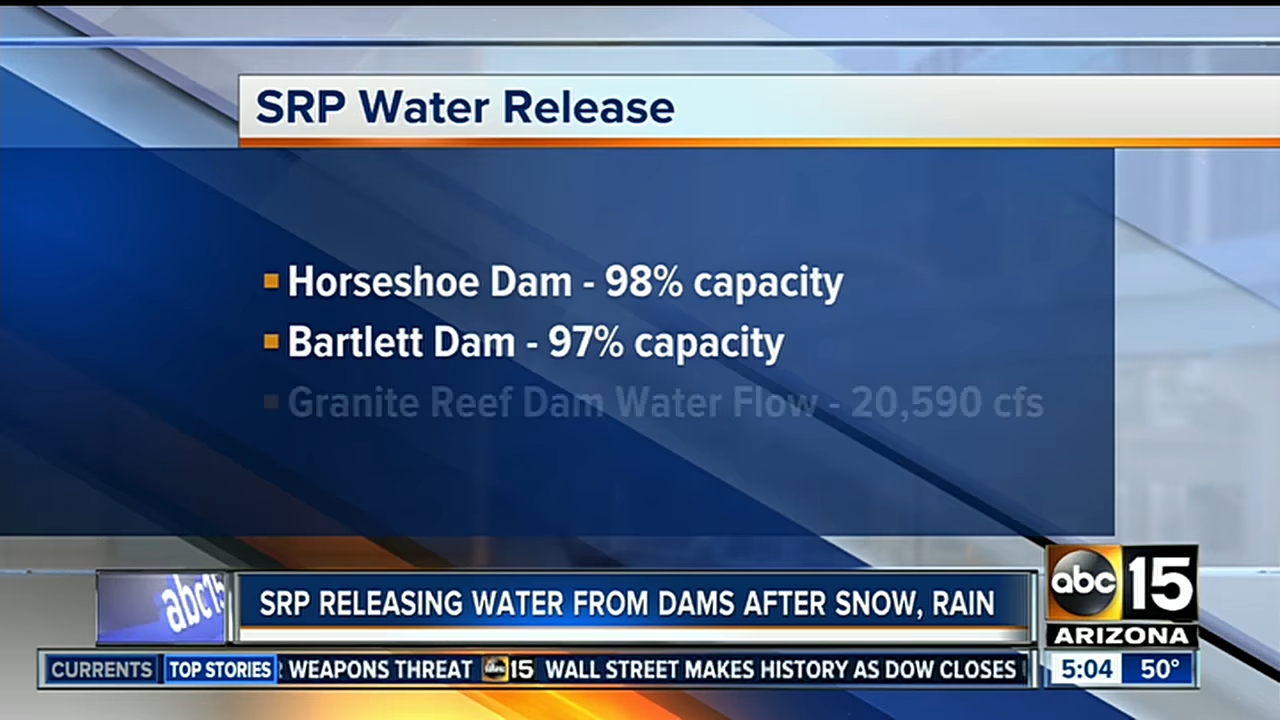 SRP Water Release
Horseshoe Dam - 98% capacity
Bartlett Dam - 97% capacity
Granite Reef Dam Water Flow - 20,590 cfs
abc15
SRP RELEASING WATER FROM DAMS AFTER SNOW, RAIN
abc 15
ARIZONA
CURRENTS TOP STORIES WEAPONS THREAT abc 15 WALL STREET MAKES HISTORY AS DOW CLOSES
5:04 50°